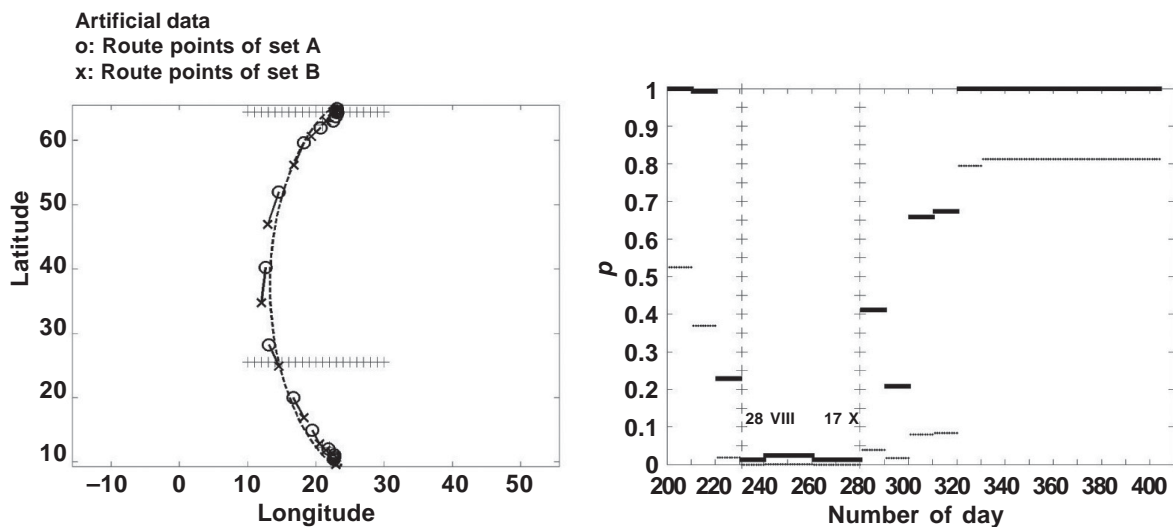 Artificial data
o: Route points of set A
x: Route points of set B
Latitude
60
50
40
30
20
10
–10 0 10 20 30 40 50
Longitude
p
1
0.9
0.8
0.7
0.6
0.5
0.4
0.3
0.2
0.1
0
28 VIII 17 X
200 220 240 260 280 300 320 340 360 380 400
Number of day